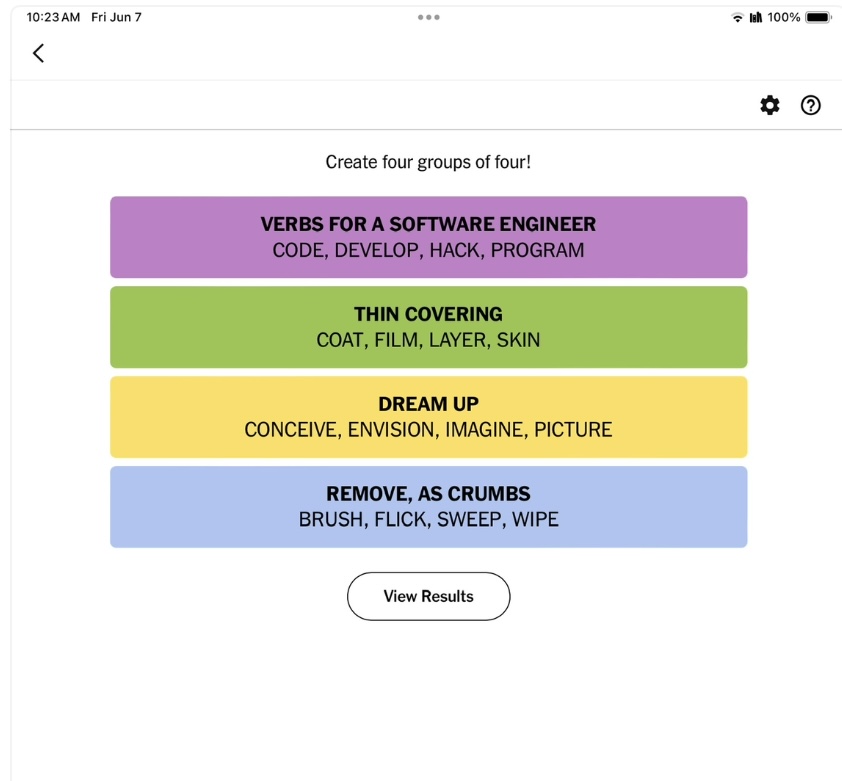 10:23 AM Fri Jun 7
100%
Create four groups of four!
VERBS FOR A SOFTWARE ENGINEER
CODE, DEVELOP, HACK, PROGRAM
THIN COVERING
COAT, FILM, LAYER, SKIN
DREAM UP
CONCEIVE, ENVISION, IMAGINE, PICTURE
REMOVE, AS CRUMBS
BRUSH, FLICK, SWEEP, WIPE
View Results